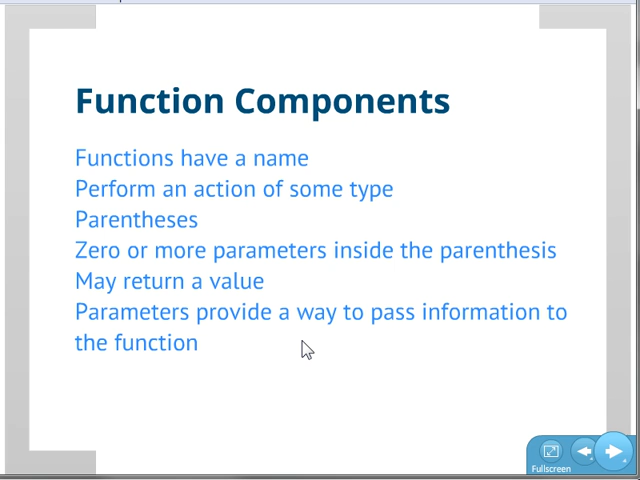 Function Components
Functions have a name
Perform an action of some type
Parentheses
Zero or more parameters inside the parenthesis
May return a value
Parameters provide a way to pass information to
the function
Fullscreen